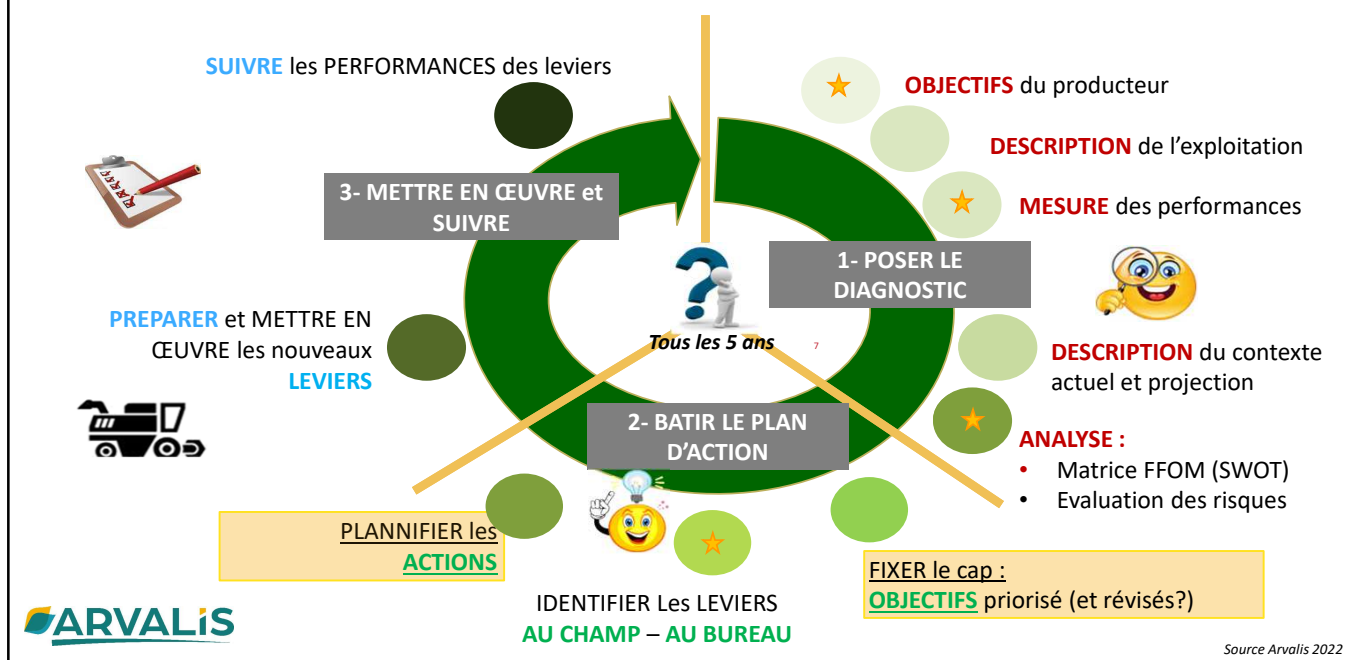 SUIVRE les PERFORMANCES des leviers
OBJECTIFS du producteur
DESCRIPTION de l'exploitation
MESURE des performances
3- METTRE EN ŒUVRE et
SUIVRE
1- POSER LE
DIAGNOSTIC
PREPARER et METTRE EN
ŒUVRE les nouveaux
LEVIERS
Tous les 5 ans
7
DESCRIPTION du contexte
actuel et projection
2- BATIR LE PLAN
D'ACTION
ANALYSE :
• Matrice FFOM (SWOT)
• Evaluation des risques
PLANNIFIER les
ACTIONS
IDENTIFIER Les LEVIERS
AU CHAMP – AU BUREAU
FIXER le cap :
OBJECTIFS priorisé (et révisés?)
ARVALIS
Source Arvalis 2022